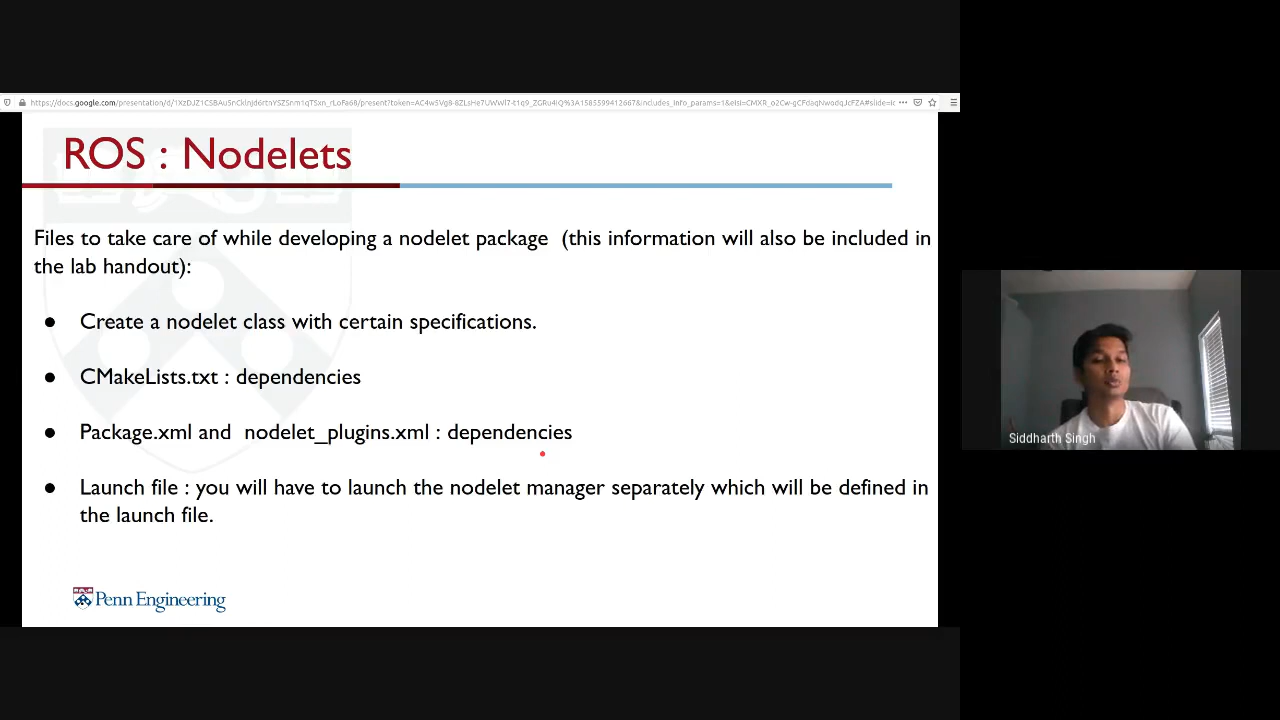 ROS : Nodelets
Files to take care of while developing a nodelet package (this information will also be included in
the lab handout):
● Create a nodelet class with certain specifications.
● CMakeLists.txt : dependencies
● Package.xml and nodelet_plugins.xml : dependencies
● Launch file : you will have to launch the nodelet manager separately which will be defined in
the launch file.
Penn Engineering
Siddharth Singh